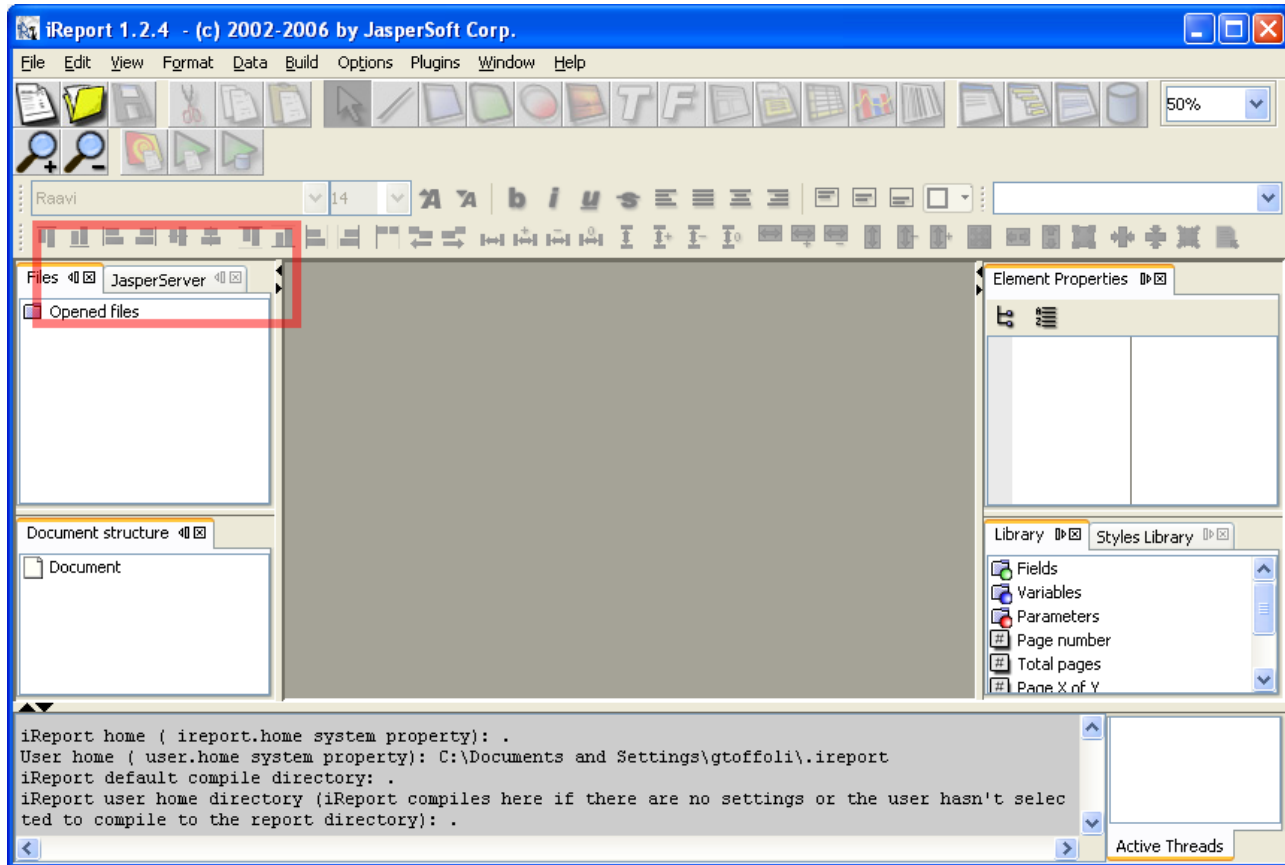 iReport 1.2.4 - (c) 2002-2006 by JasperSoft Corp.
File Edit View Format Data Build Options Plugins Window Help
50%
Raavi 14 A A b i u s
Files JasperServer
Opened files
Element Properties
Document structure
Document
Library Styles Library
Fields
Variables
Parameters
# Page number
# Total pages
# Page X of Y
iReport home ( ireport.home system property): .
User home ( user.home system property): C:\Documents and Settings\gtoffoli\.ireport
iReport default compile directory: .
iReport user home directory (iReport compiles here if there are no settings or the user hasn't selec
ted to compile to the report directory): .
Active Threads